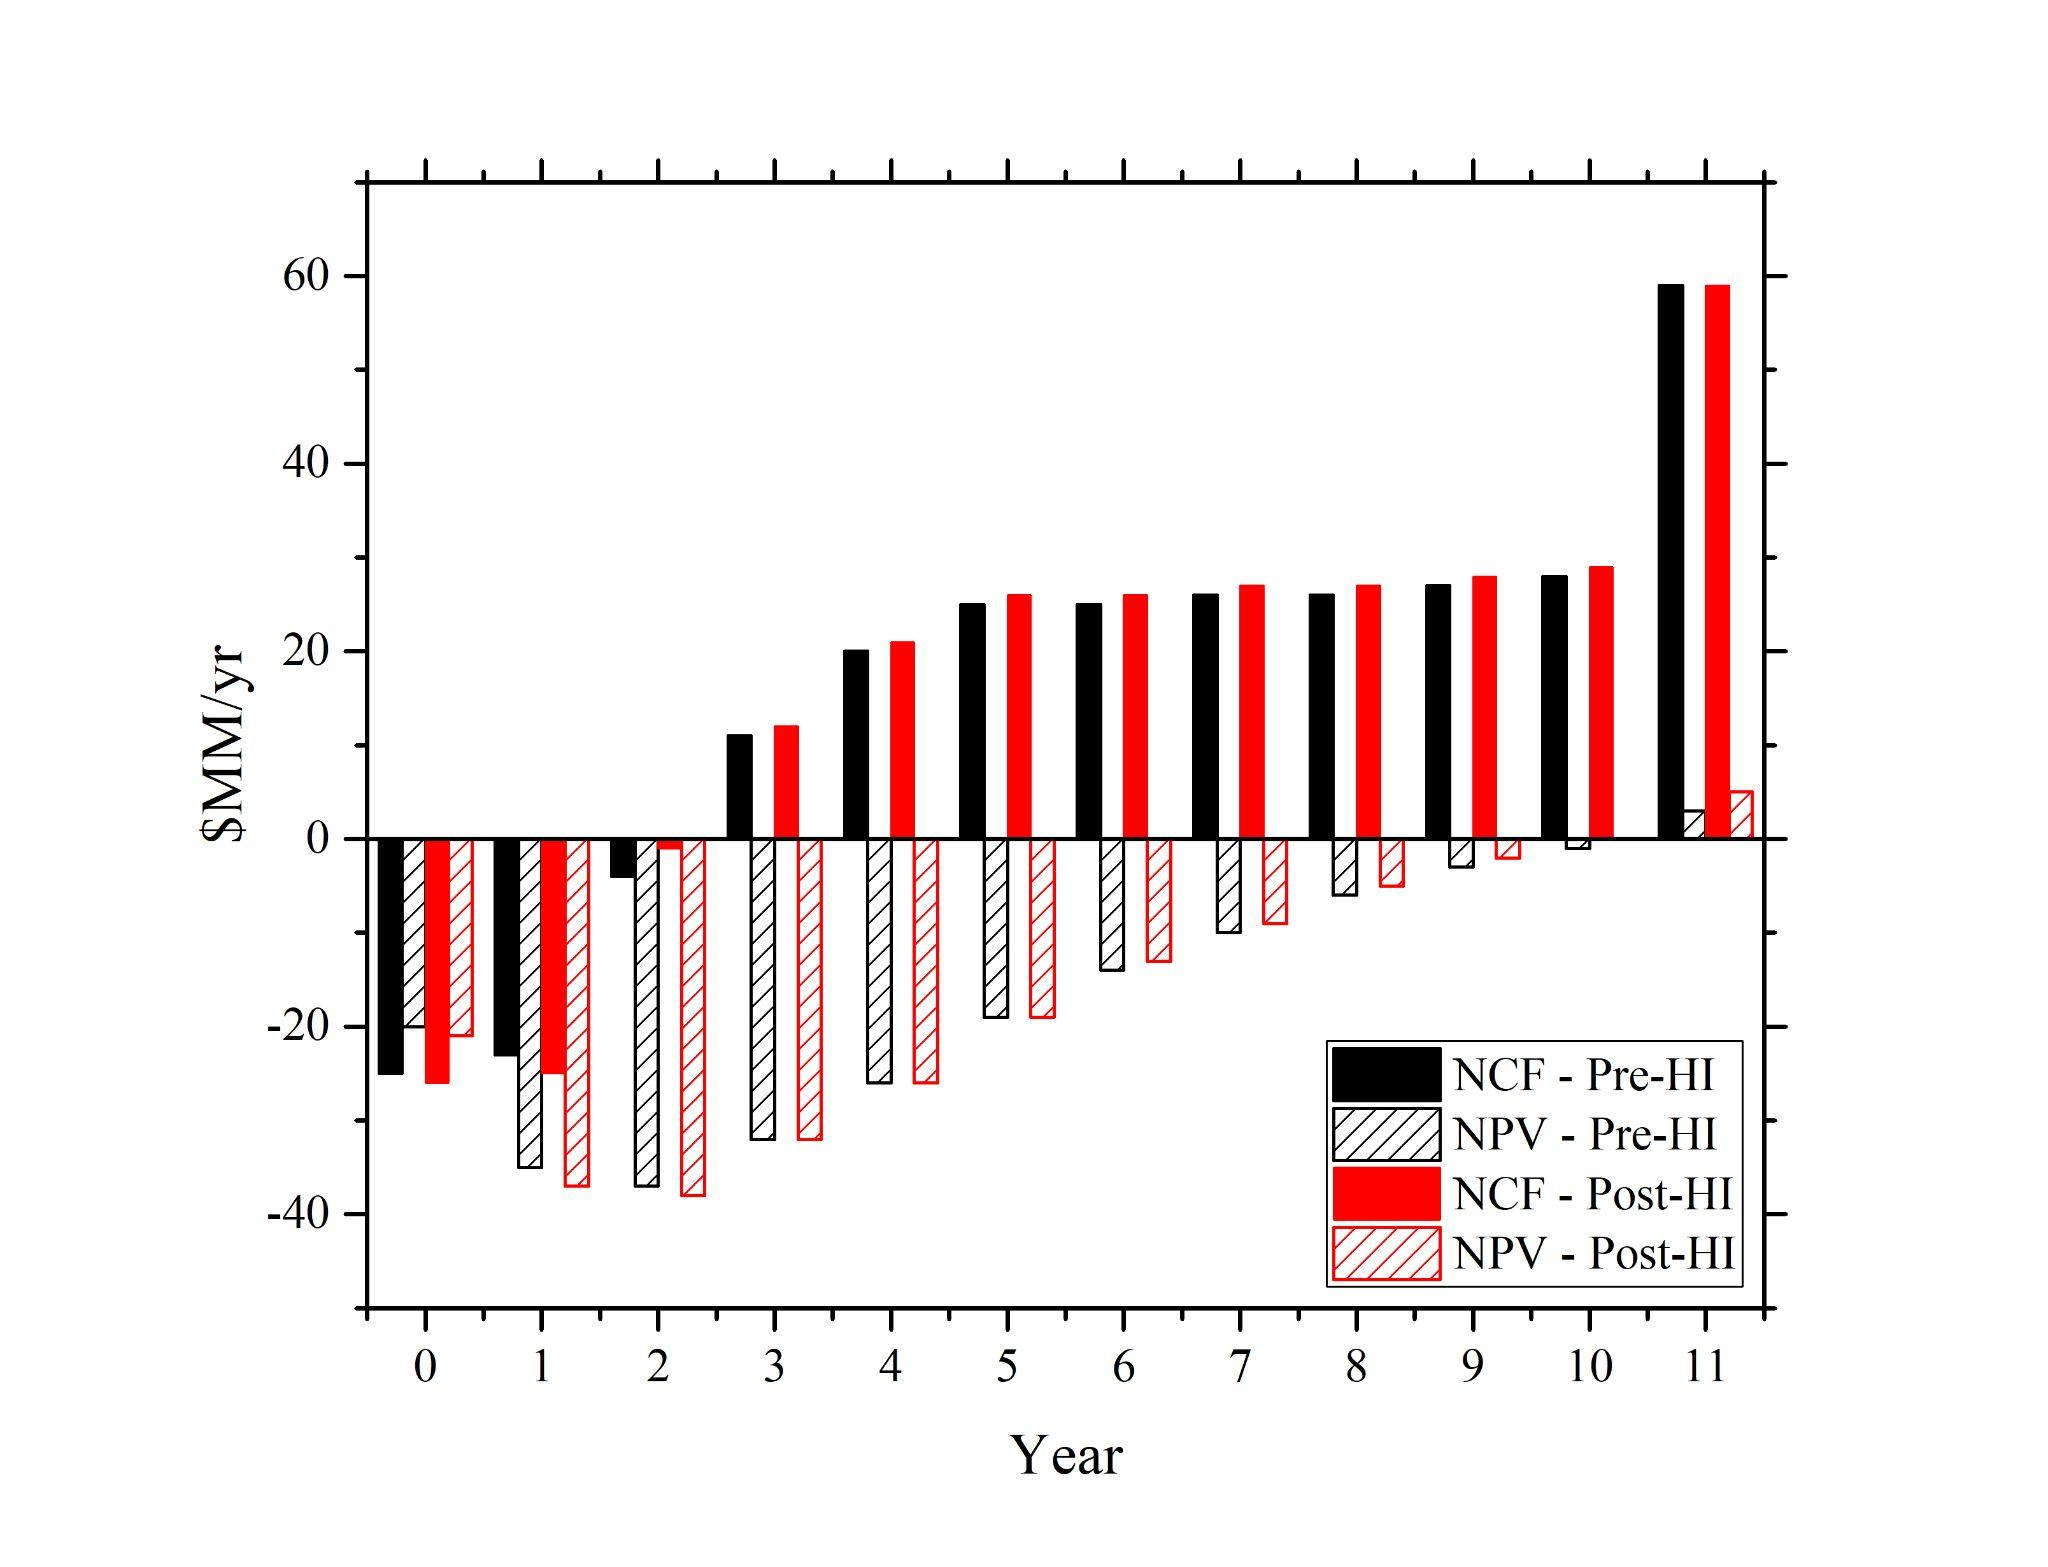 60
40
20
0
-20
-40
$MM/yr
NCF - Pre-HI
NPV - Pre-HI
NCF - Post-HI
NPV - Post-HI
0 1 2 3 4 5 6 7 8 9 10 11
Year